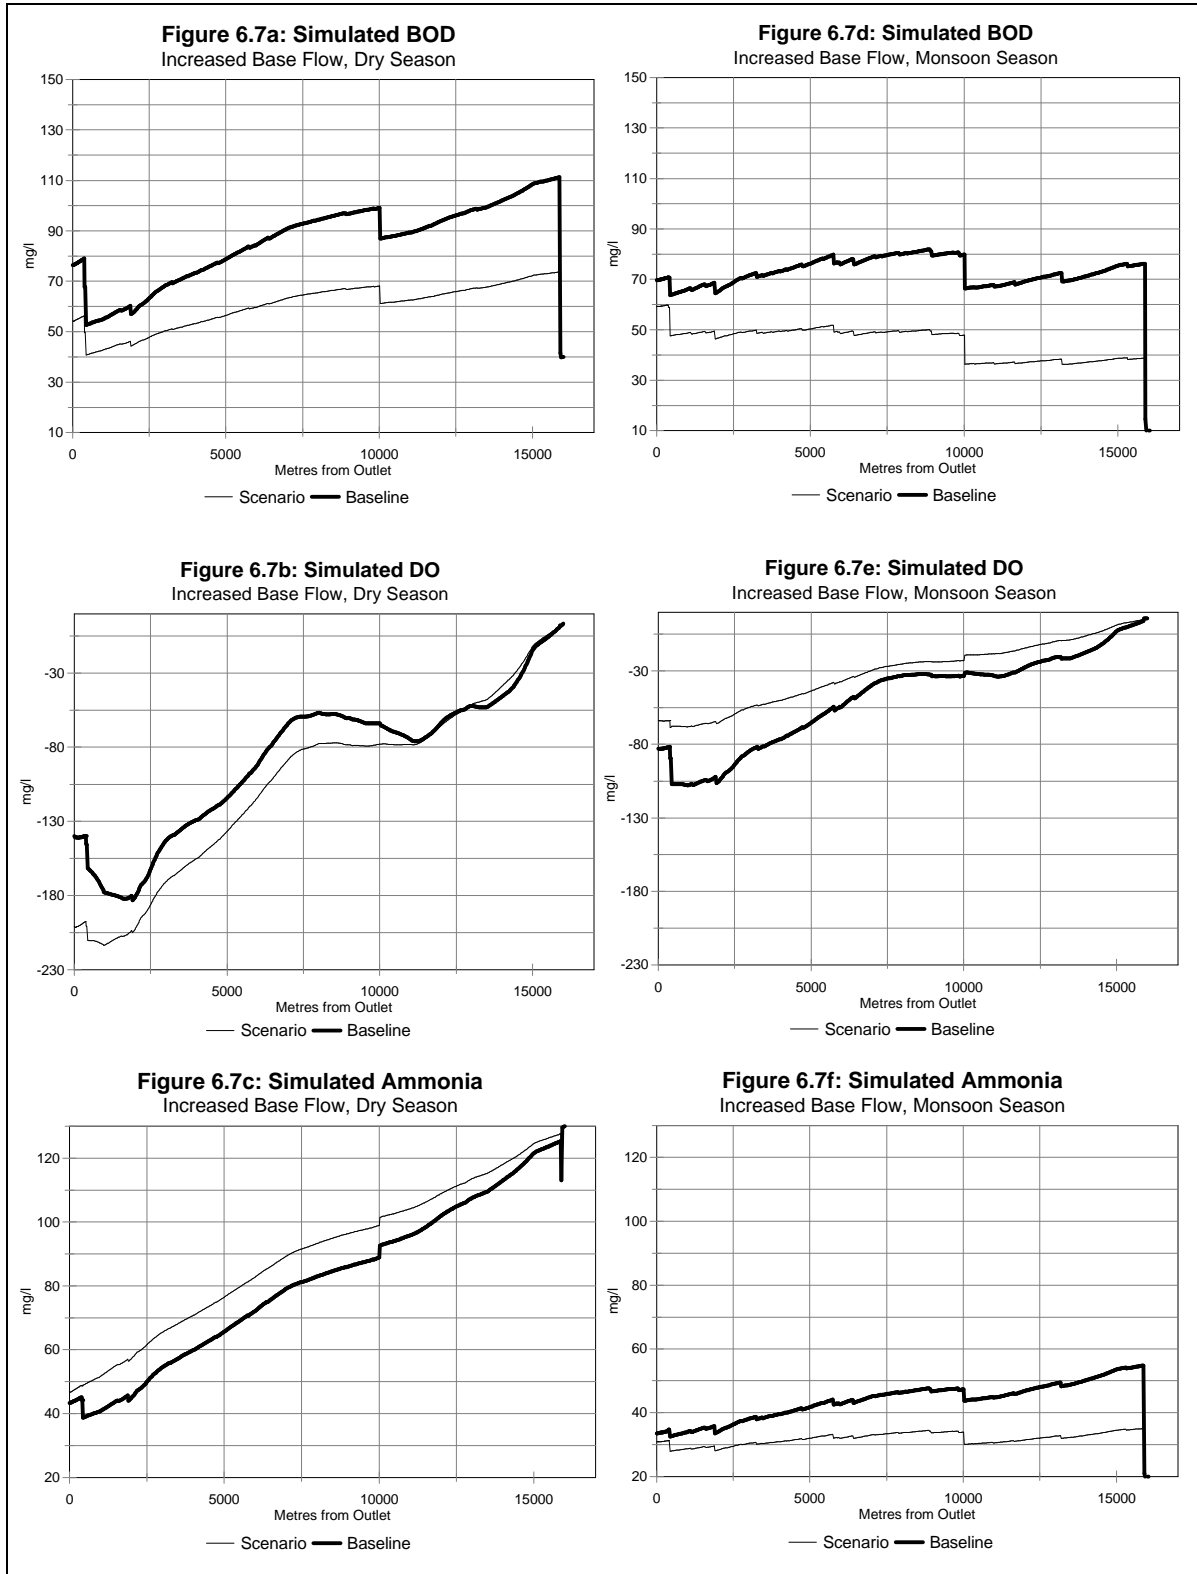 Figure 6.7a: Simulated BOD
Increased Base Flow, Dry Season
150
130
110
90
70
50
30
10
mg/l
0 5000 10000 15000
Metres from Outlet
Scenario Baseline
Figure 6.7d: Simulated BOD
Increased Base Flow, Monsoon Season
150
130
110
90
70
50
30
10
mg/l
0 5000 10000 15000
Metres from Outlet
Scenario Baseline
Figure 6.7b: Simulated DO
Increased Base Flow, Dry Season
-30
-80
-130
-180
-230
mg/l
0 5000 10000 15000
Metres from Outlet
Scenario Baseline
Figure 6.7e: Simulated DO
Increased Base Flow, Monsoon Season
-30
-80
-130
-180
-230
mg/l
0 5000 10000 15000
Metres from Outlet
Scenario Baseline
Figure 6.7c: Simulated Ammonia
Increased Base Flow, Dry Season
120
100
80
60
40
20
mg/l
0 5000 10000 15000
Metres from Outlet
Scenario Baseline
Figure 6.7f: Simulated Ammonia
Increased Base Flow, Monsoon Season
120
100
80
60
40
20
mg/l
0 5000 10000 15000
Metres from Outlet
Scenario Baseline